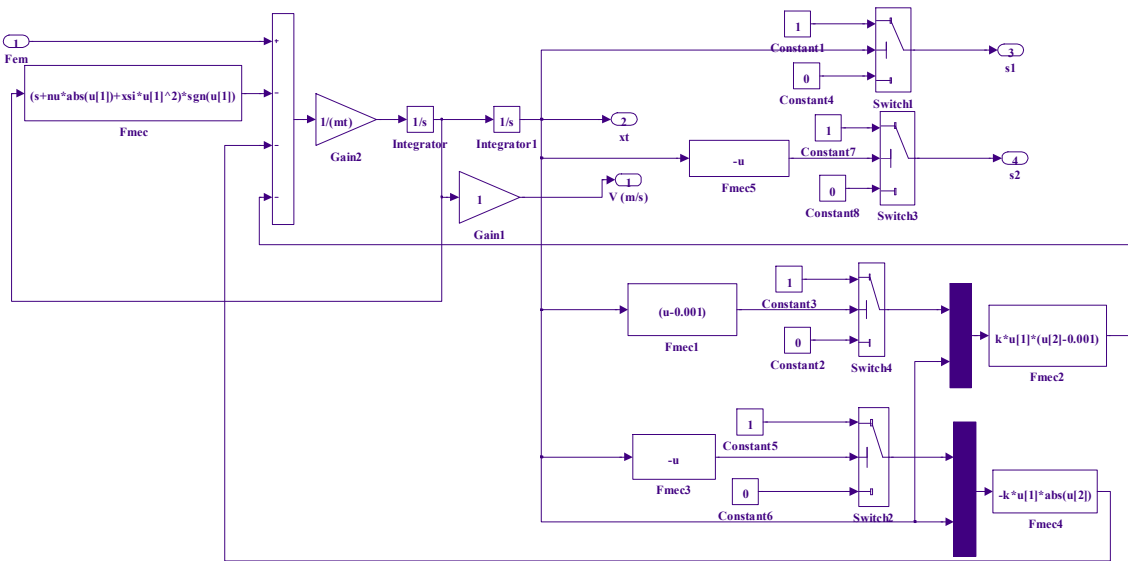 1
Fem
+
-
-
-
(s+nu*abs(u[1])+xsi*u[1]^2)*sgn(u[1])
Fmec
1/(mt)
Gain2
1/s
Integrator
1/s
Integrator1
2
xt
1
Gain1
1
V (m/s)
1
Constant1
0
Constant4
Switch1
3
s1
-u
Fmec5
1
Constant7
0
Constant8
Switch3
4
s2
(u-0.001)
Fmec1
1
Constant3
0
Constant2
Switch4
k*u[1]*(u[2]-0.001)
Fmec2
-u
Fmec3
1
Constant5
0
Constant6
Switch2
-k*u[1]*abs(u[2])
Fmec4